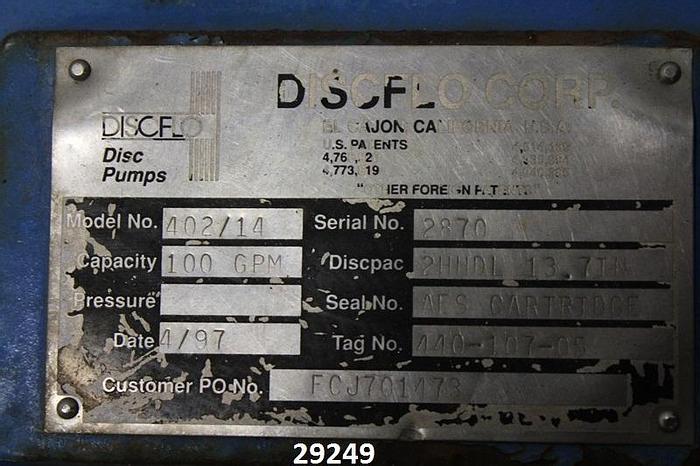 DISCFLO CORP.
EL CAJON, CALIFORNIA, U.S.A.
DISCFLO
Disc
Pumps
U.S. PATENTS
"OTHER FOREIGN PATENTS"
Model No. 402/14 Serial No. 2870
Capacity 100 GPM Discpac 2HHDL 13.7IN
Pressure Seal No. AES CARTRIDGE
Date 4/97 Tag No. 440-107-05
Customer PO No. FCJ701473
29249